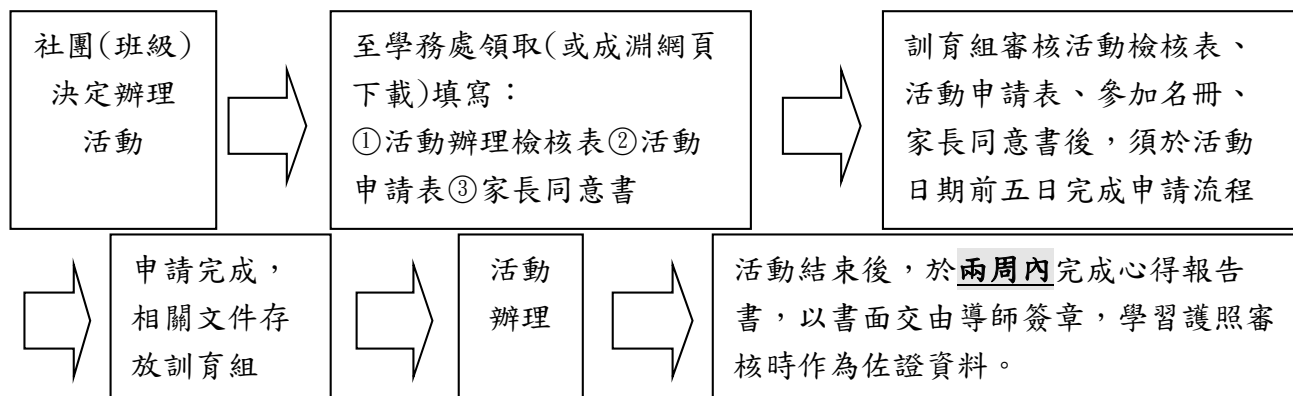 社團(班級)
決定辦理
活動
至學務處領取(或成淵網頁
下載)填寫：
①活動辦理檢核表②活動
申請表③家長同意書
訓育組審核活動檢核表、
活動申請表、參加名冊、
家長同意書後，須於活動
日期前五日完成申請流程
申請完成，
相關文件存
放訓育組
活動
辦理
活動結束後，於兩周內完成心得報告
書，以書面交由導師簽章，學習護照審
核時作為佐證資料。